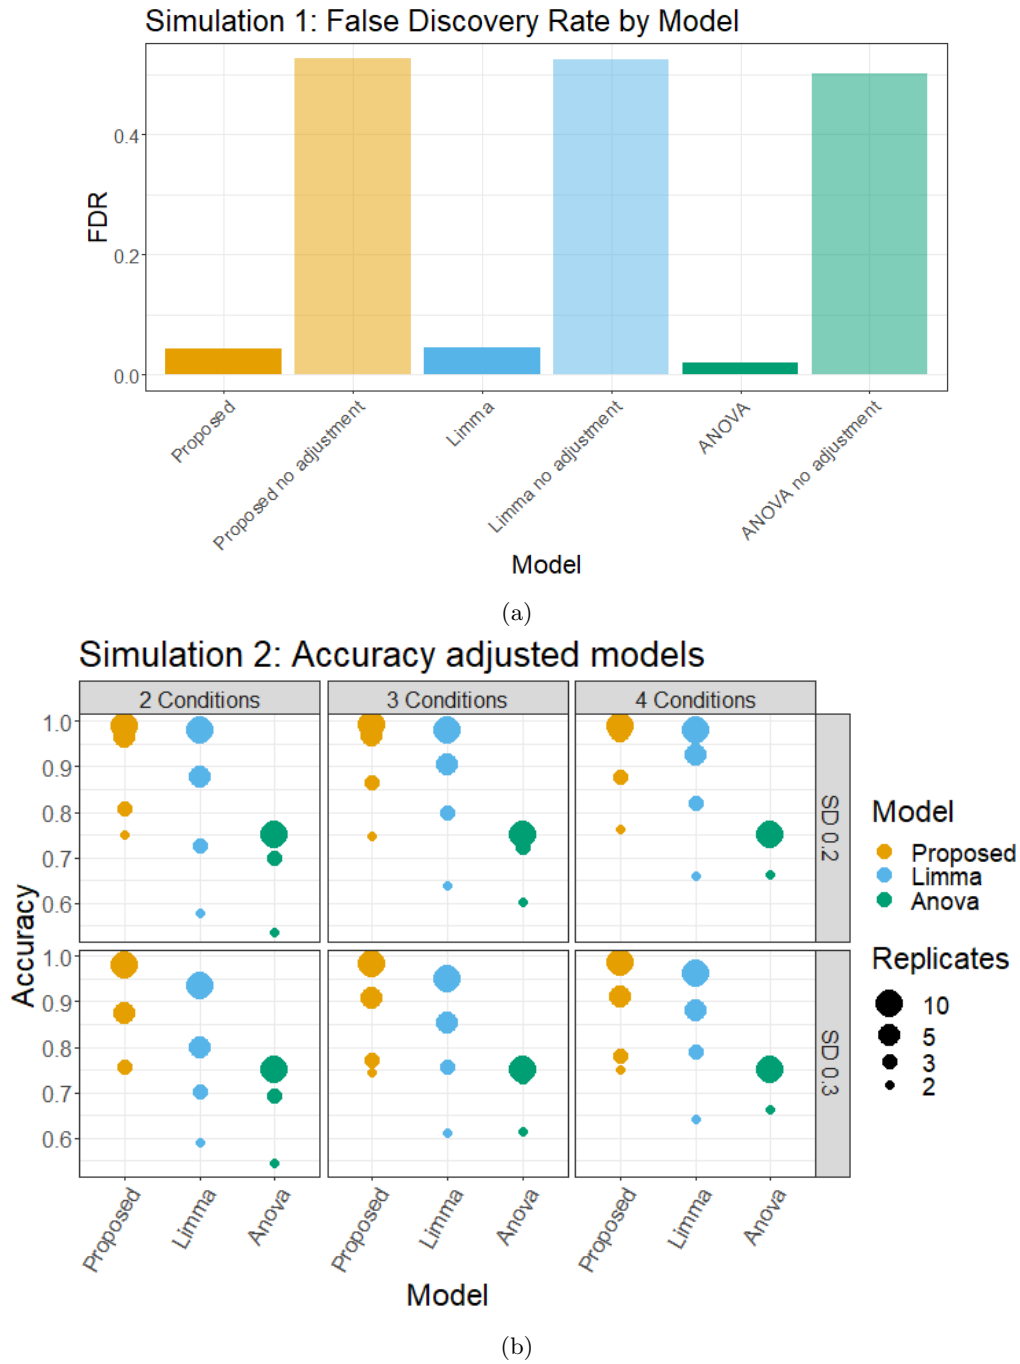 Simulation 1: False Discovery Rate by Model
FDR
0.4
0.2
0.0
Proposed
Proposed no adjustment
Limma
Limma no adjustment
ANOVA
ANOVA no adjustment
Model
(a)
Simulation 2: Accuracy adjusted models
2 Conditions
3 Conditions
4 Conditions
Accuracy
1.0
0.9
0.8
0.7
0.6
SD 0.2
1.0
0.9
0.8
0.7
0.6
SD 0.3
Proposed
Limma
Anova
Proposed
Limma
Anova
Proposed
Limma
Anova
Model
Model
Proposed
Limma
Anova
Replicates
10
5
3
2
(b)